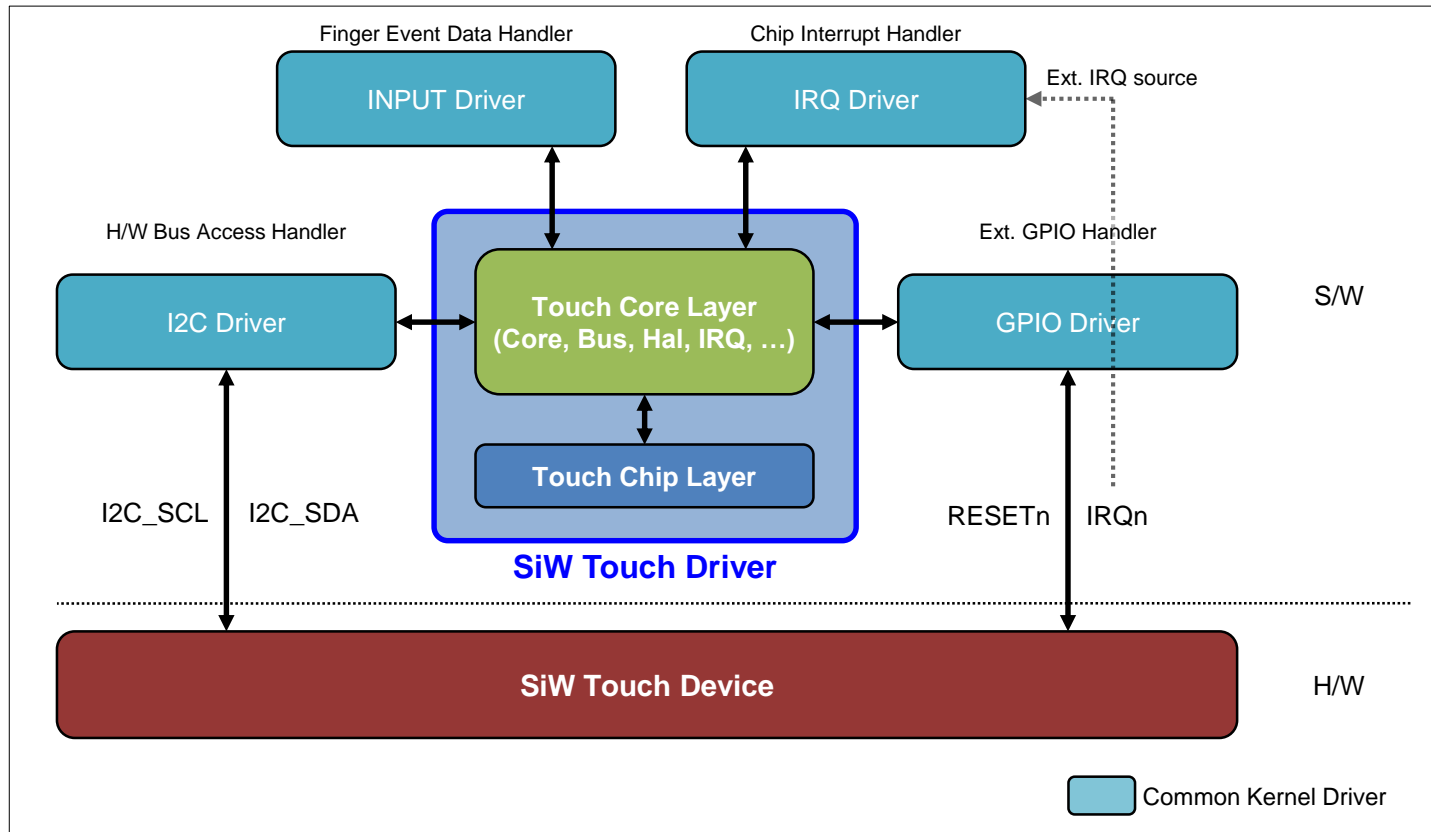 Finger Event Data Handler
Chip Interrupt Handler
INPUT Driver
IRQ Driver
Ext. IRQ source
H/W Bus Access Handler
Ext. GPIO Handler
I2C Driver
Touch Core Layer
(Core, Bus, Hal, IRQ, …)
GPIO Driver
S/W
Touch Chip Layer
I2C_SCL
I2C_SDA
RESETn
IRQn
SiW Touch Driver
SiW Touch Device
H/W
Common Kernel Driver